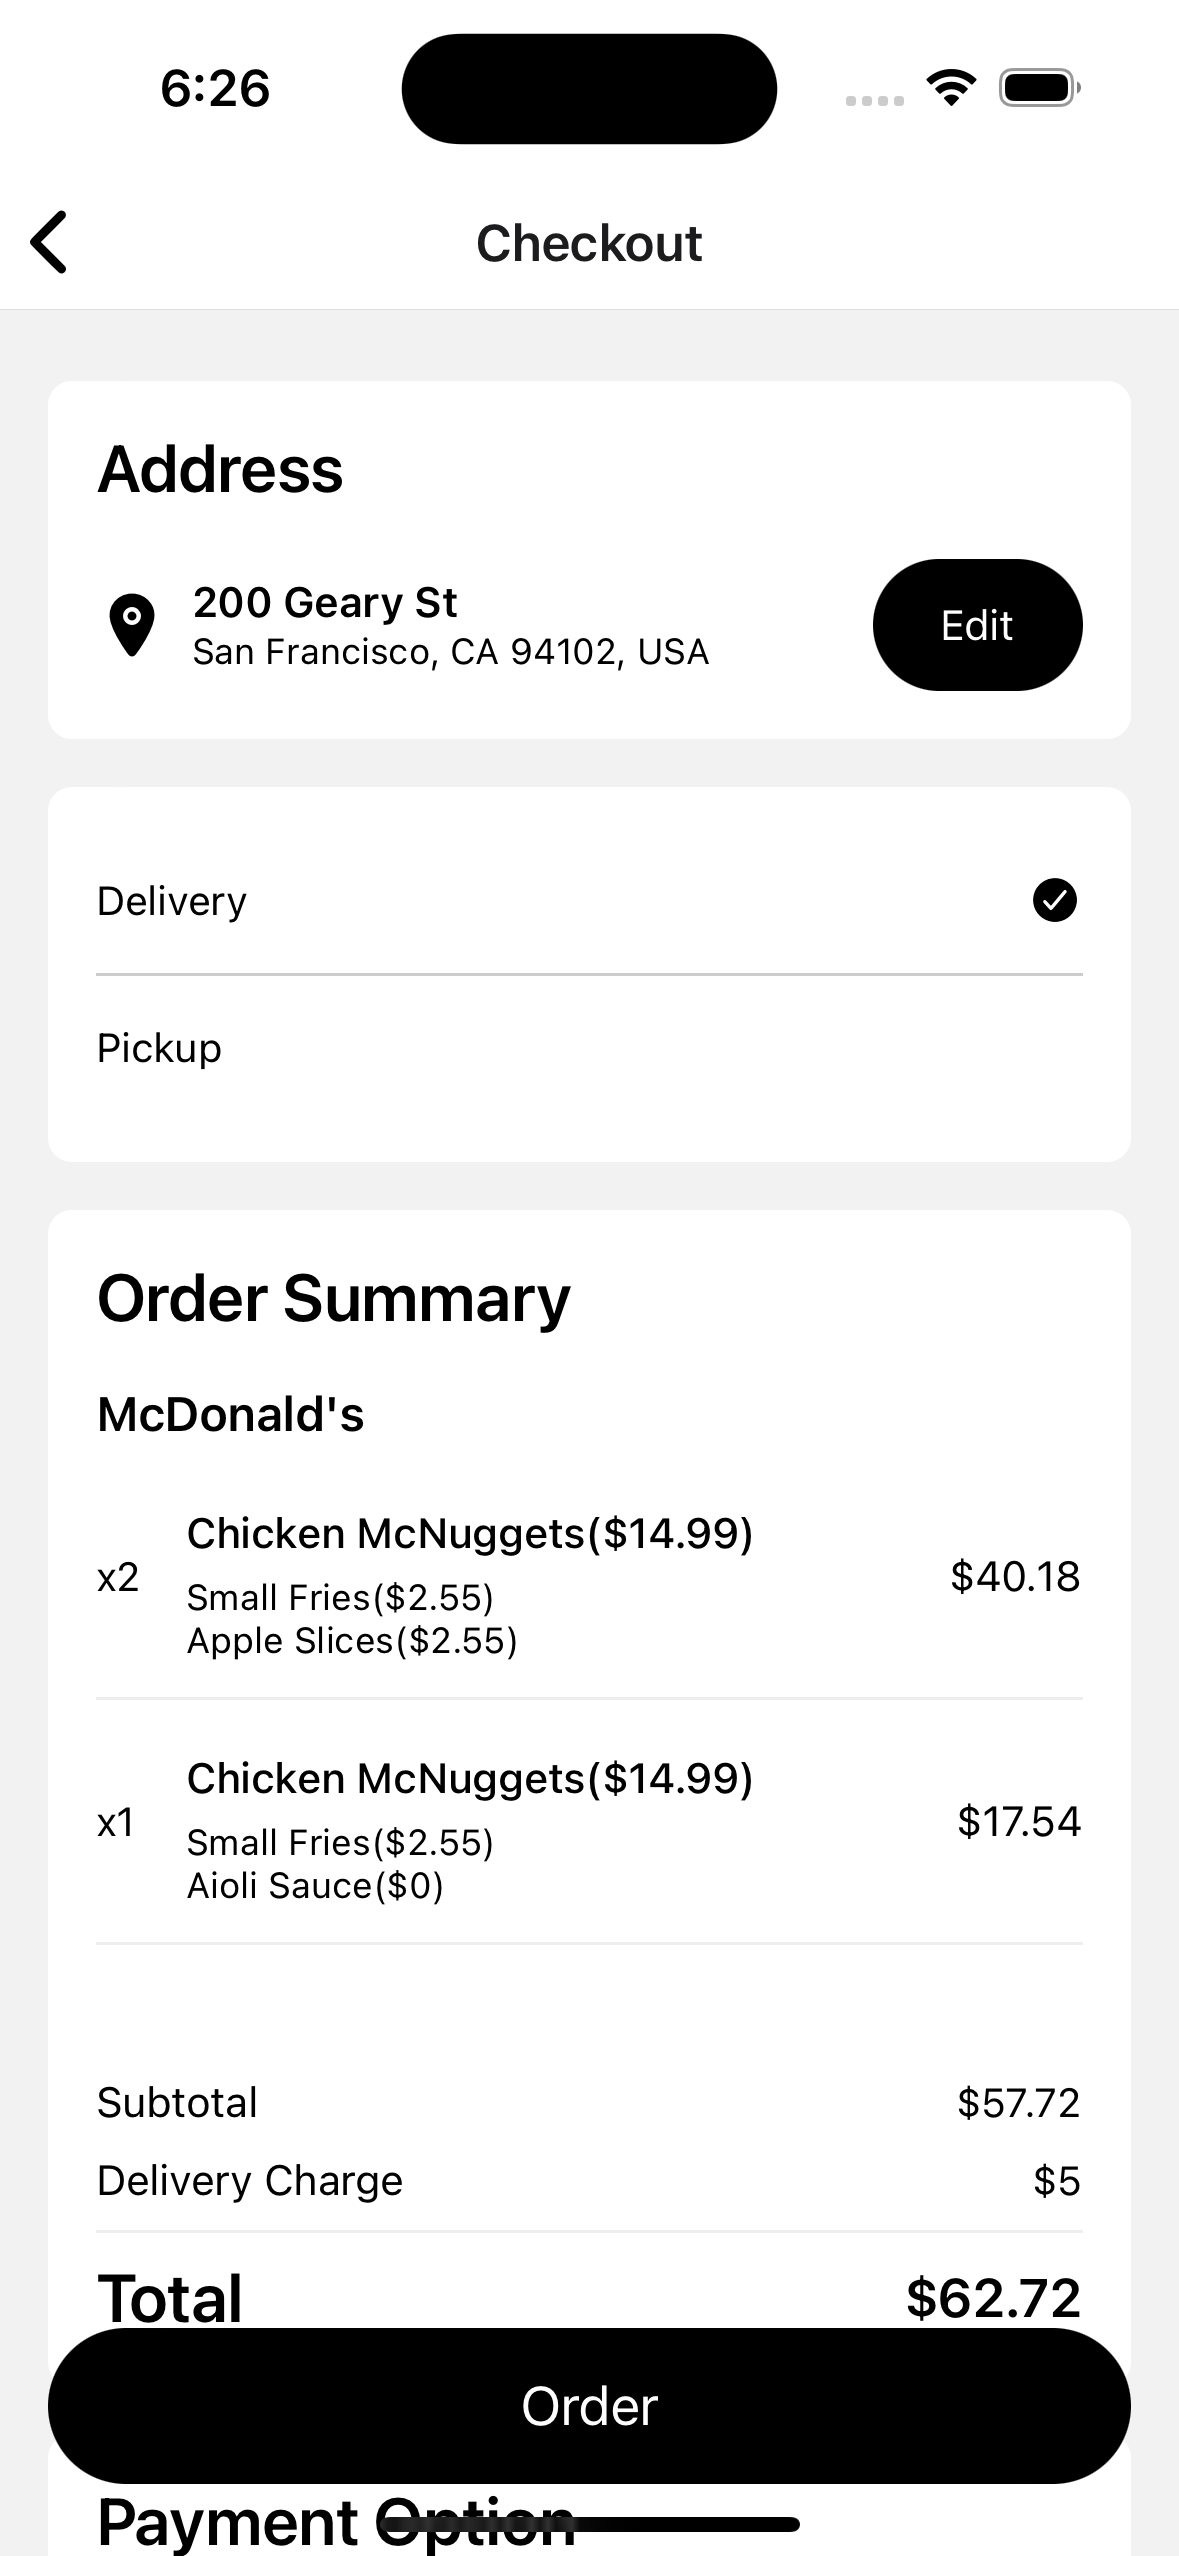 6:26
Checkout
Address
200 Geary St
San Francisco, CA 94102, USA
Edit
Delivery
Pickup
Order Summary
McDonald's
x2
Chicken McNuggets($14.99)
Small Fries($2.55)
Apple Slices($2.55)
$40.18
x1
Chicken McNuggets($14.99)
Small Fries($2.55)
Aioli Sauce($0)
$17.54
Subtotal $57.72
Delivery Charge $5
Total $62.72
Order
Payment Option